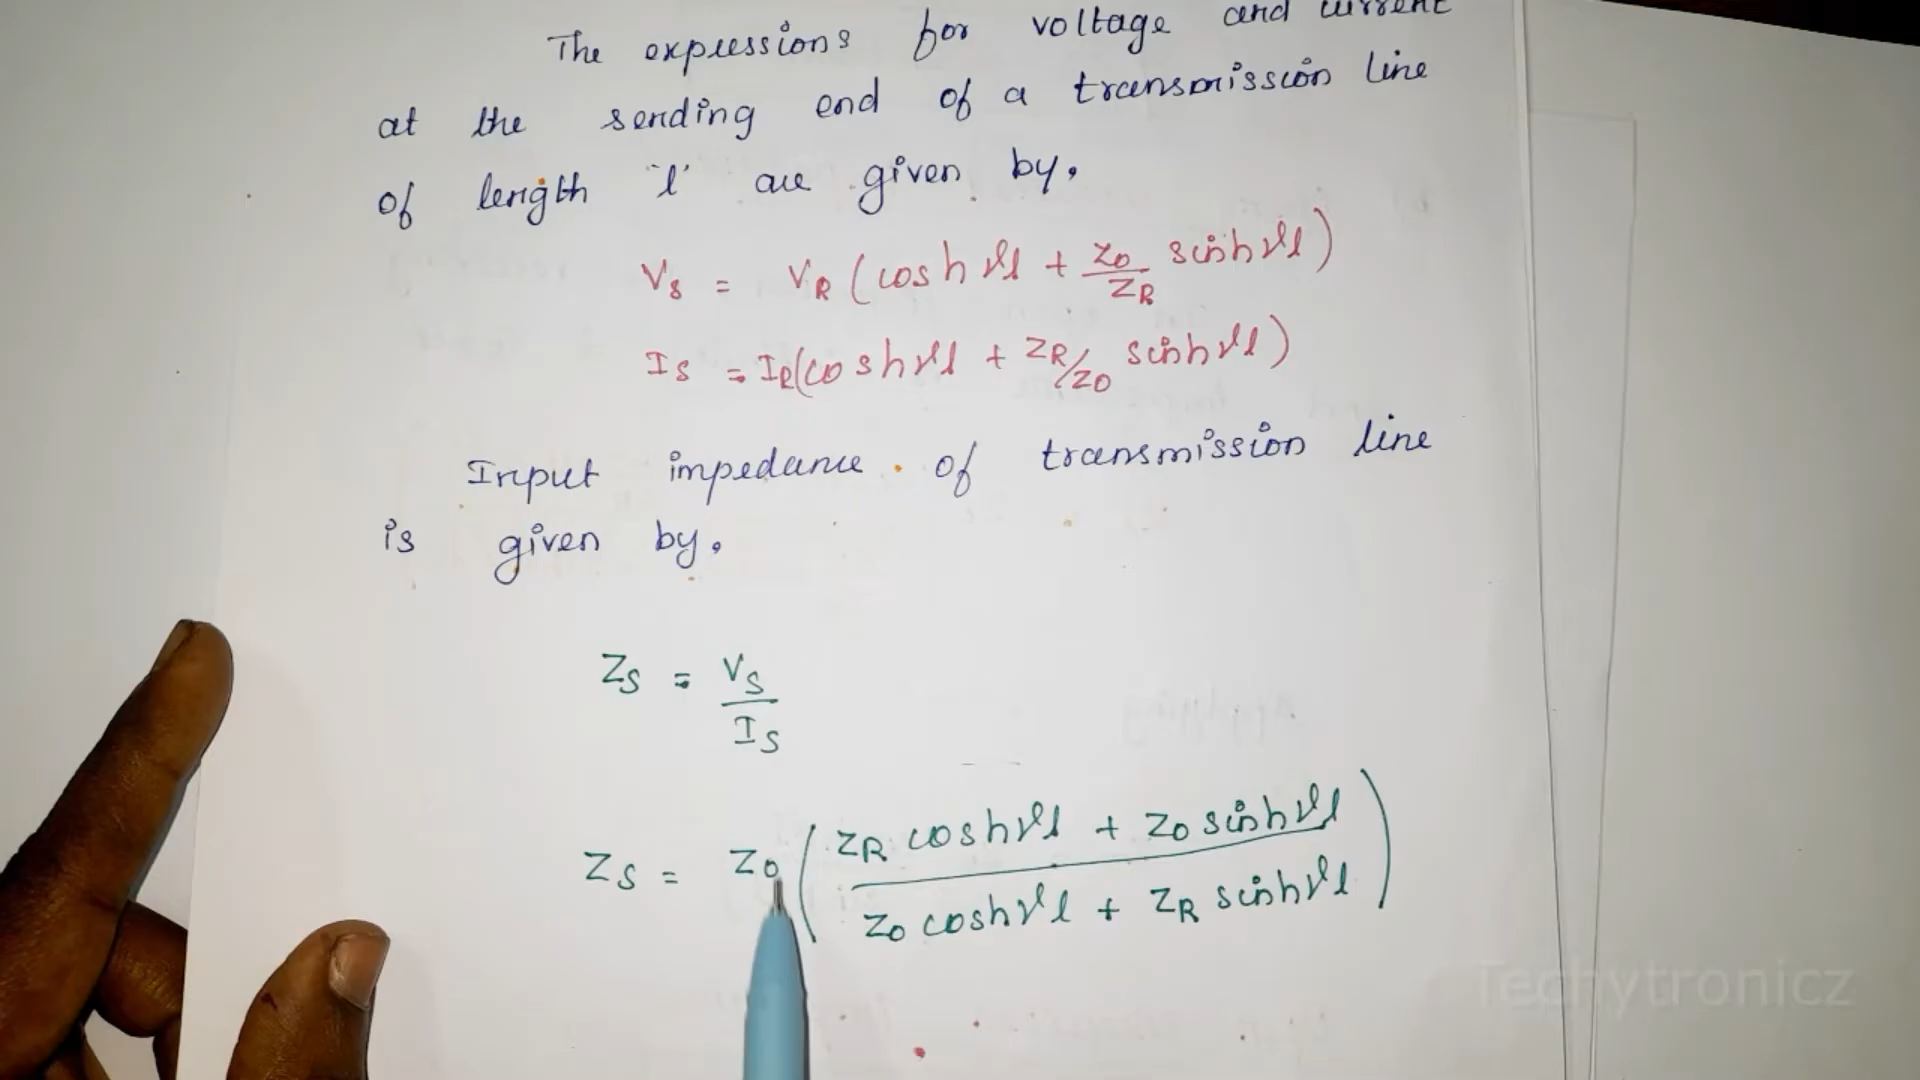 The expressions for voltage and current
at the sending end of a transmission line
of length 'l' are given by,
Vs = VR (cosh γl + Z0/ZR sinh γl)
Is = IR (cosh γl + ZR/Z0 sinh γl)
Input impedance of transmission line
is given by,
Zs = Vs/Is
Zs = Z0 (ZR cosh γl + Z0 sinh γl / Z0 cosh γl + ZR sinh γl)
Techytronicz